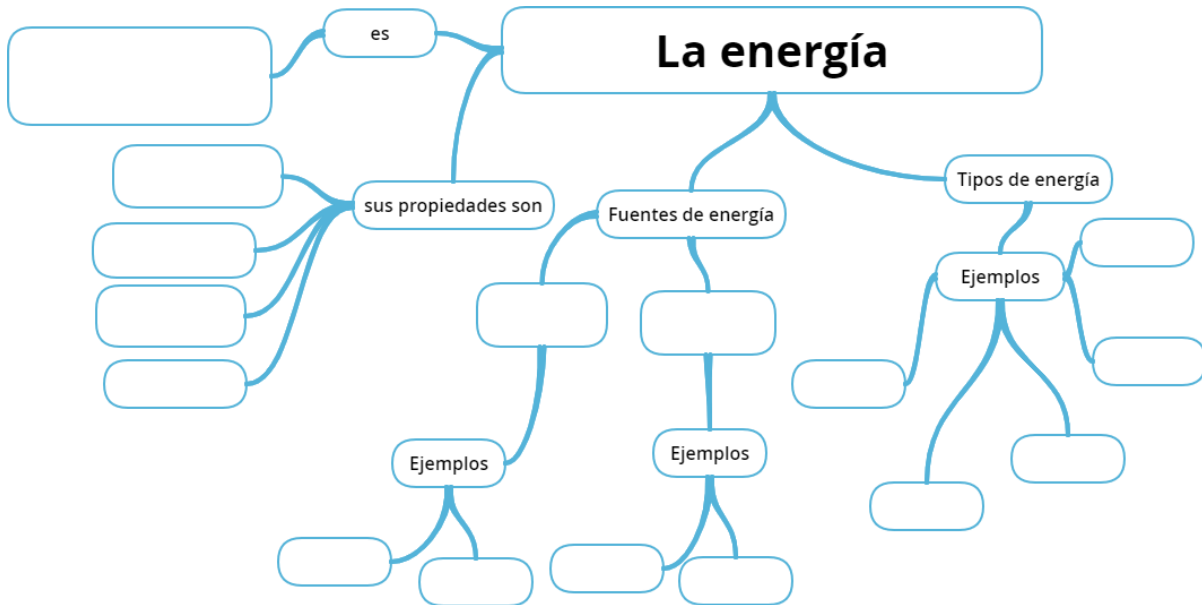 La energía
es
sus propiedades son
Fuentes de energía
Tipos de energía
Ejemplos
Ejemplos
Ejemplos